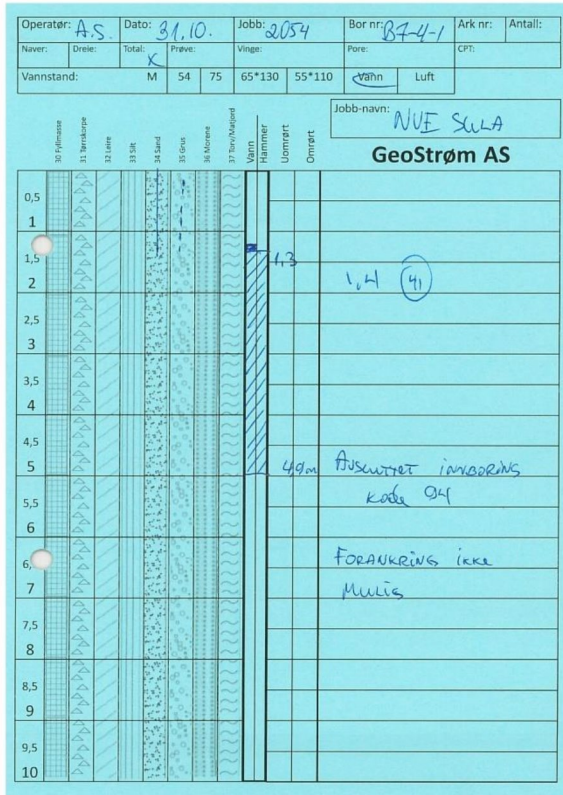 Operatør: A.S. Dato: 31.10. Jobb: 2054 Bor nr: B7-4-1 Ark nr: Antall:
Naver: Dreie: Total: X Prøve: Vinge: Pore: CPT:
Vannstand: M 54 75 65*130 55*110 Vann Luft
Jobb-navn: NVE SULA
GeoStrøm AS
30 Fyllmasse
31 Tørrskorpe
32 Leire
33 Silt
34 Sand
35 Grus
36 Morene
37 Torv/Matjord
Vann
Hammer
Uomrørt
Omrørt
0,5
1
1,5
1,3
1,4 41
2
2,5
3
3,5
4
4,5
5
4,9m AVSLUTTET INNBORING
Kode 94
5,5
6
FORANKRING IKKE
6,
MULIG
7
7,5
8
8,5
9
9,5
10